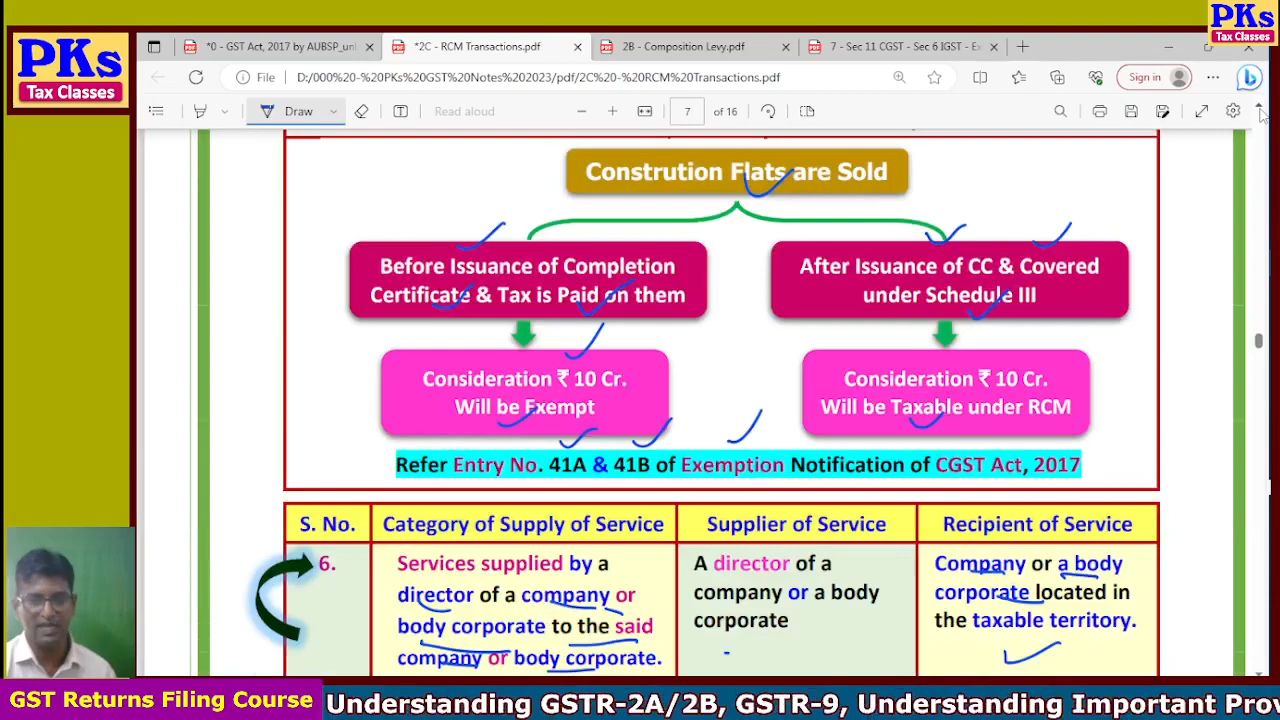 PKs
Tax Classes
PKs
Tax Classes
*0 - GST Act, 2017 by AUBSP_unl
*2C - RCM Transactions.pdf
2B - Composition Levy.pdf
7 - Sec 11 CGST - Sec 6 IGST - E
File
D:/000%20-%20PKs%20GST%20Notes%202023/pdf/2C%20-%20RCM%20Transactions.pdf
Sign in
Draw
Read aloud
7 of 16
Constrution Flats are Sold
Before Issuance of Completion
Certificate & Tax is Paid on them
After Issuance of CC & Covered
under Schedule III
Consideration ₹ 10 Cr.
Will be Exempt
Consideration ₹ 10 Cr.
Will be Taxable under RCM
Refer Entry No. 41A & 41B of Exemption Notification of CGST Act, 2017
S. No. Category of Supply of Service Supplier of Service Recipient of Service
6.
Services supplied by a
director of a company or
body corporate to the said
company or body corporate.
A director of a
company or a body
corporate
Company or a body
corporate located in
the taxable territory.
GST Returns Filing Course
Understanding GSTR-2A/2B, GSTR-9, Understanding Important Prov